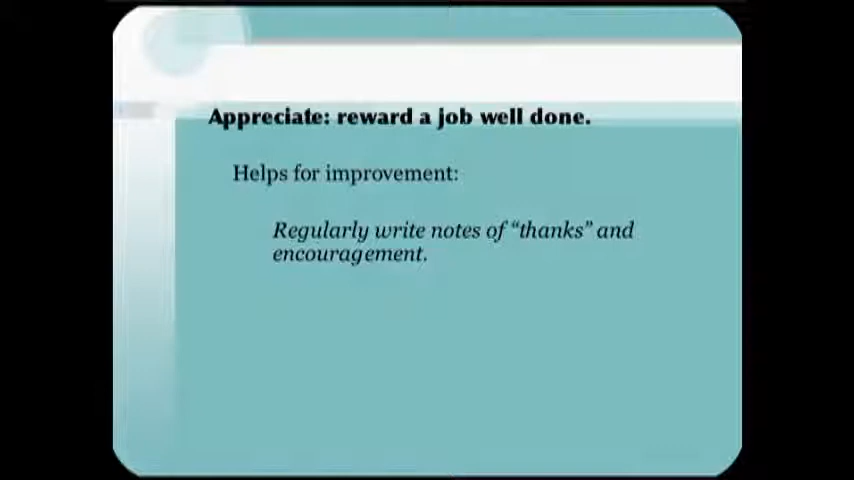 Appreciate: reward a job well done.
Helps for improvement:
Regularly write notes of “thanks” and
encouragement.